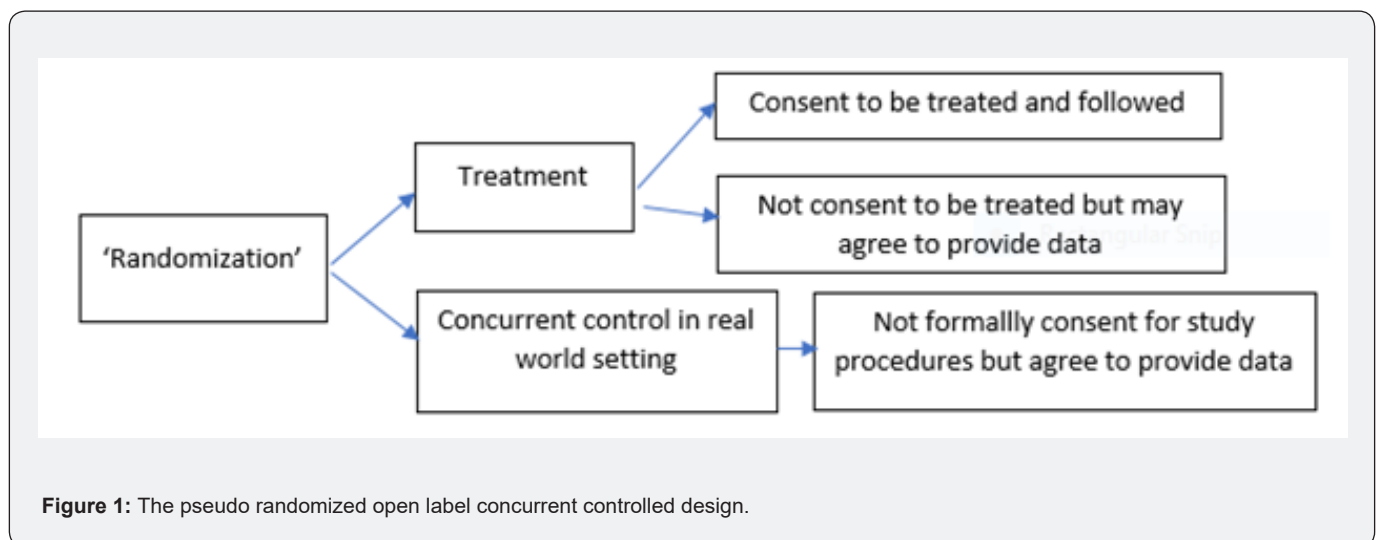 'Randomization'
Treatment
Consent to be treated and followed
Not consent to be treated but may
agree to provide data
Concurrent control in real
world setting
Not formallly consent for study
procedures but agree to provide data
Rectangular Snip
Figure 1: The pseudo randomized open label concurrent controlled design.